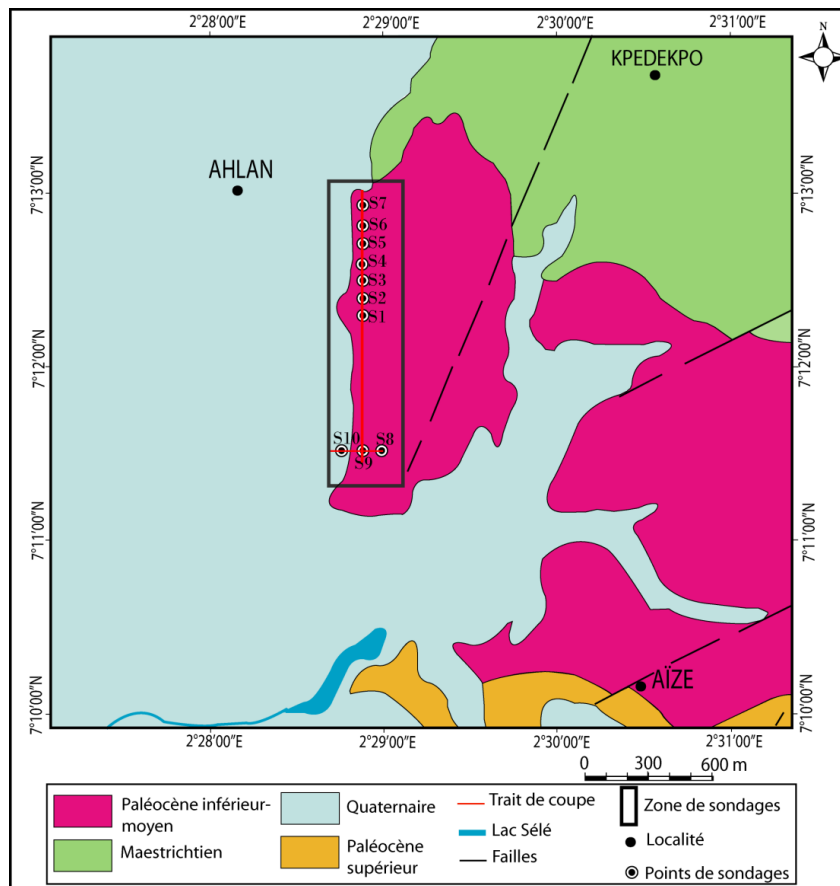 2°28′00″E 2°29′00″E 2°30′00″E 2°31′00″E
N
KPEDEKPO
AHLAN
7°13′00″N 7°13′00″N
S7
S6
S5
S4
S3
S2
S1
7°12′00″N 7°12′00″N
S10 S8
S9
7°11′00″N 7°11′00″N
AÏZE
7°10′00″N 7°10′00″N
2°28′00″E 2°29′00″E 2°30′00″E 2°31′00″E
0 300 600 m
Paléocène inférieur-
moyen
Maestrichtien
Quaternaire
Paléocène
supérieur
Trait de coupe
Lac Sélé
Failles
Zone de sondages
Localité
Points de sondages